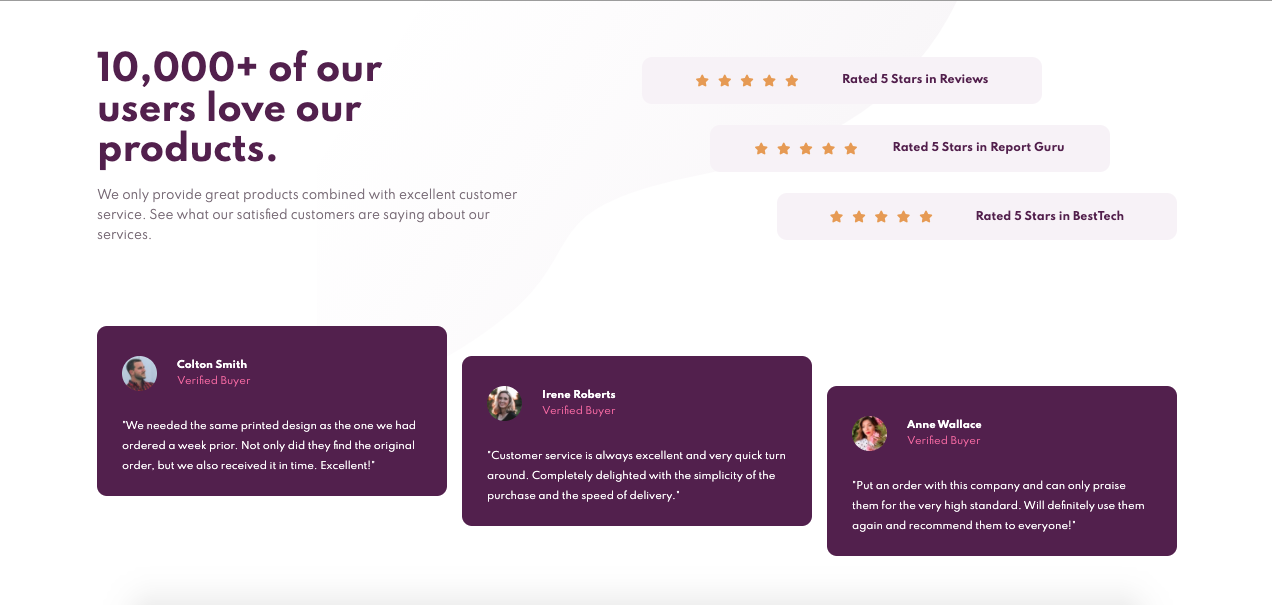 10,000+ of our
users love our
products.
We only provide great products combined with excellent customer
service. See what our satisfied customers are saying about our
services.
Rated 5 Stars in Reviews
Rated 5 Stars in Report Guru
Rated 5 Stars in BestTech
Colton Smith
Verified Buyer
"We needed the same printed design as the one we had
ordered a week prior. Not only did they find the original
order, but we also received it in time. Excellent!"
Irene Roberts
Verified Buyer
"Customer service is always excellent and very quick turn
around. Completely delighted with the simplicity of the
purchase and the speed of delivery."
Anne Wallace
Verified Buyer
"Put an order with this company and can only praise
them for the very high standard. Will definitely use them
again and recommend them to everyone!"